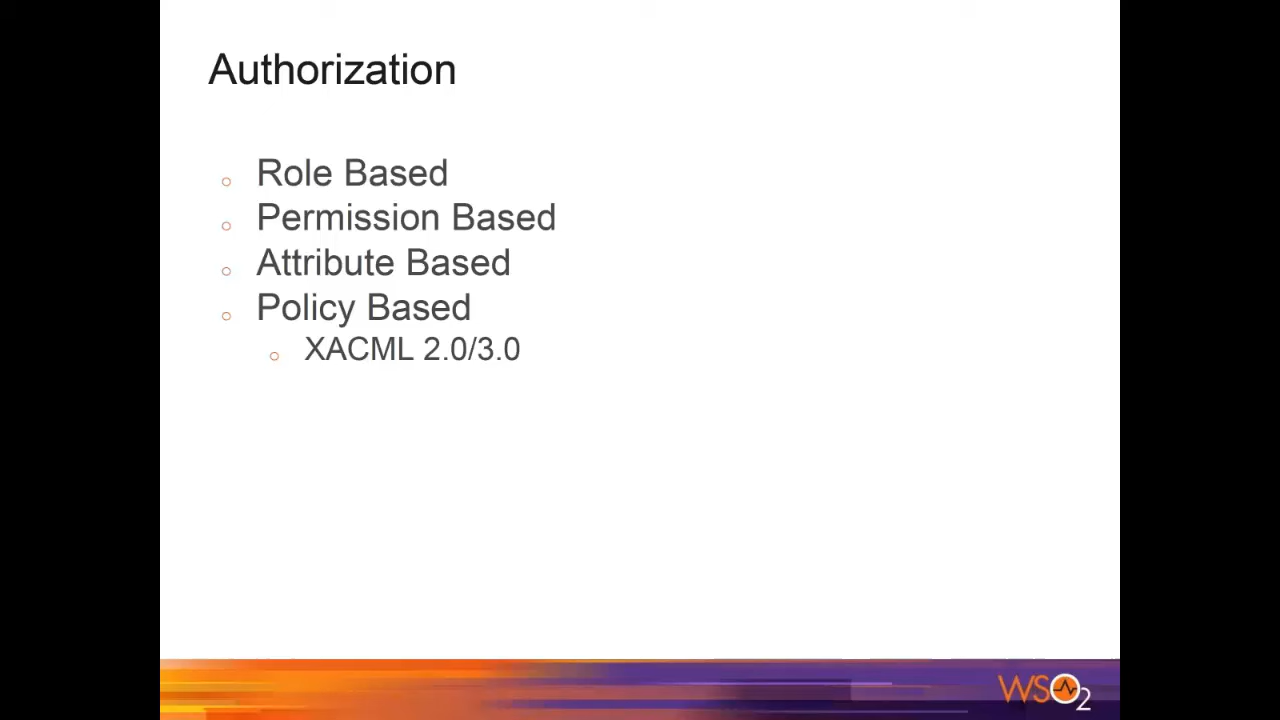 Authorization
Role Based
Permission Based
Attribute Based
Policy Based
XACML 2.0/3.0
WSO2